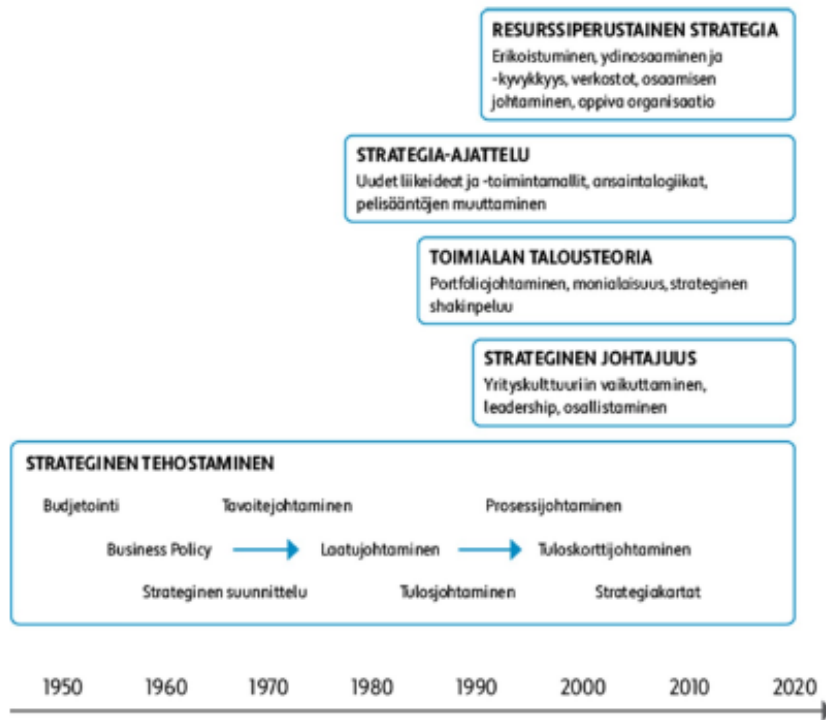 RESURSSIPERUSTAINEN STRATEGIA
Erikoistuminen, ydinosaaminen ja
-kyvykkyys, verkostot, osaamisen
johtaminen, oppiva organisaatio
STRATEGIA-AJATTELU
Uudet liikeideat ja -toimintamallit, ansaintalogiikat,
pelisääntöjen muuttaminen
TOIMIALAN TALOUSTEORIA
Portfoliojohtaminen, monialaisuus, strateginen
shakinpeluu
STRATEGINEN JOHTAJUUS
Yrityskulttuuriin vaikuttaminen,
leadership, osallistaminen
STRATEGINEN TEHOSTAMINEN
Budjetointi Tavoitejohtaminen Prosessijohtaminen
Business Policy Laatujohtaminen Tuloskorttijohtaminen
Strateginen suunnittelu Tulosjohtaminen Strategiakartat
1950 1960 1970 1980 1990 2000 2010 2020